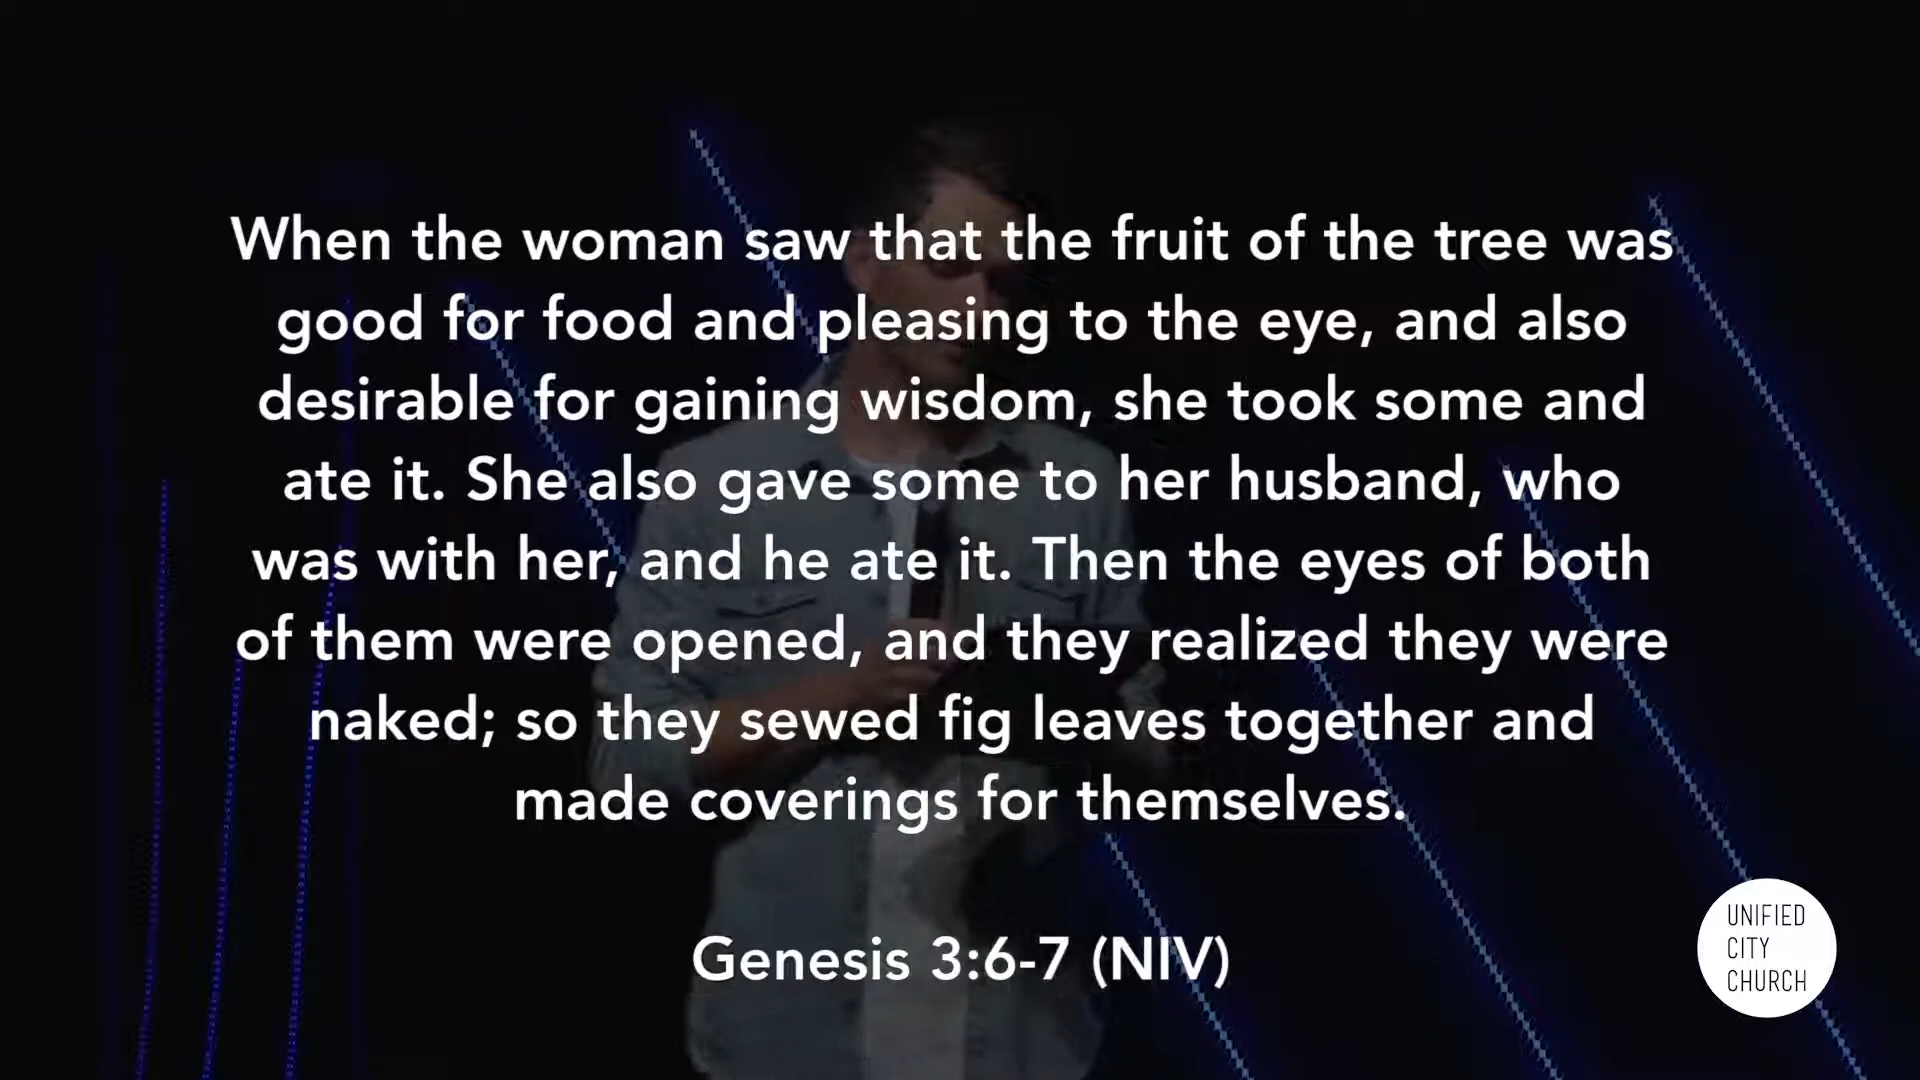 When the woman saw that the fruit of the tree was
good for food and pleasing to the eye, and also
desirable for gaining wisdom, she took some and
ate it. She also gave some to her husband, who
was with her, and he ate it. Then the eyes of both
of them were opened, and they realized they were
naked; so they sewed fig leaves together and
made coverings for themselves.
Genesis 3:6-7 (NIV)
UNIFIED
CITY
CHURCH